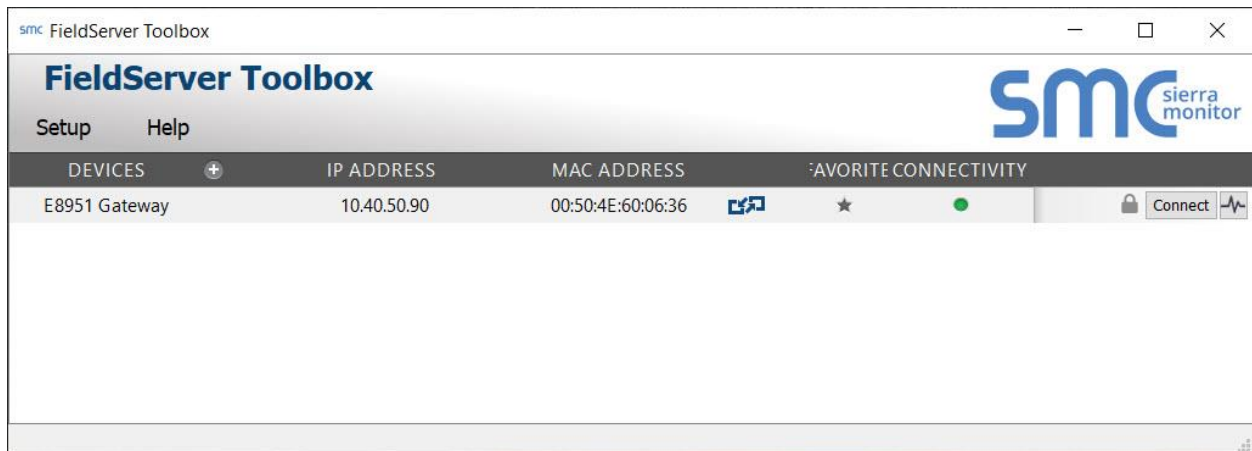 smc FieldServer Toolbox
FieldServer Toolbox
smc sierra monitor
Setup Help
DEVICES IP ADDRESS MAC ADDRESS FAVORITE CONNECTIVITY
E8951 Gateway 10.40.50.90 00:50:4E:60:06:36 Connect